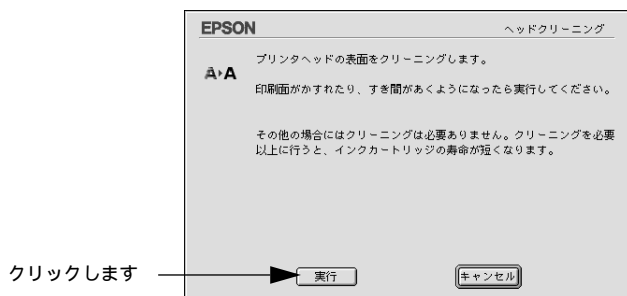 EPSON
ヘッドクリーニング
A▸A
プリンタヘッドの表面をクリーニングします。
印刷面がかすれたり、すき間があくようになったら実行してください。
その他の場合にはクリーニングは必要ありません。クリーニングを必要
以上に行うと、インクカートリッジの寿命が短くなります。
クリックします
実行
キャンセル